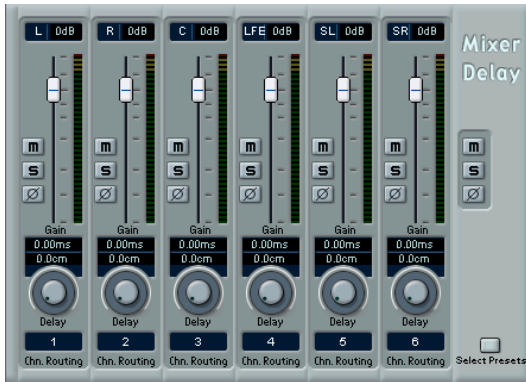 L 0dB R 0dB C 0dB LFE 0dB SL 0dB SR 0dB
Mixer
Delay
m m m m m m m
s s s s s s s
Ø Ø Ø Ø Ø Ø Ø
Gain Gain Gain Gain Gain Gain
0.00ms 0.00ms 0.00ms 0.00ms 0.00ms 0.00ms
0.0cm 0.0cm 0.0cm 0.0cm 0.0cm 0.0cm
Delay Delay Delay Delay Delay Delay
1 2 3 4 5 6
Chn. Routing Chn. Routing Chn. Routing Chn. Routing Chn. Routing Chn. Routing Select Presets